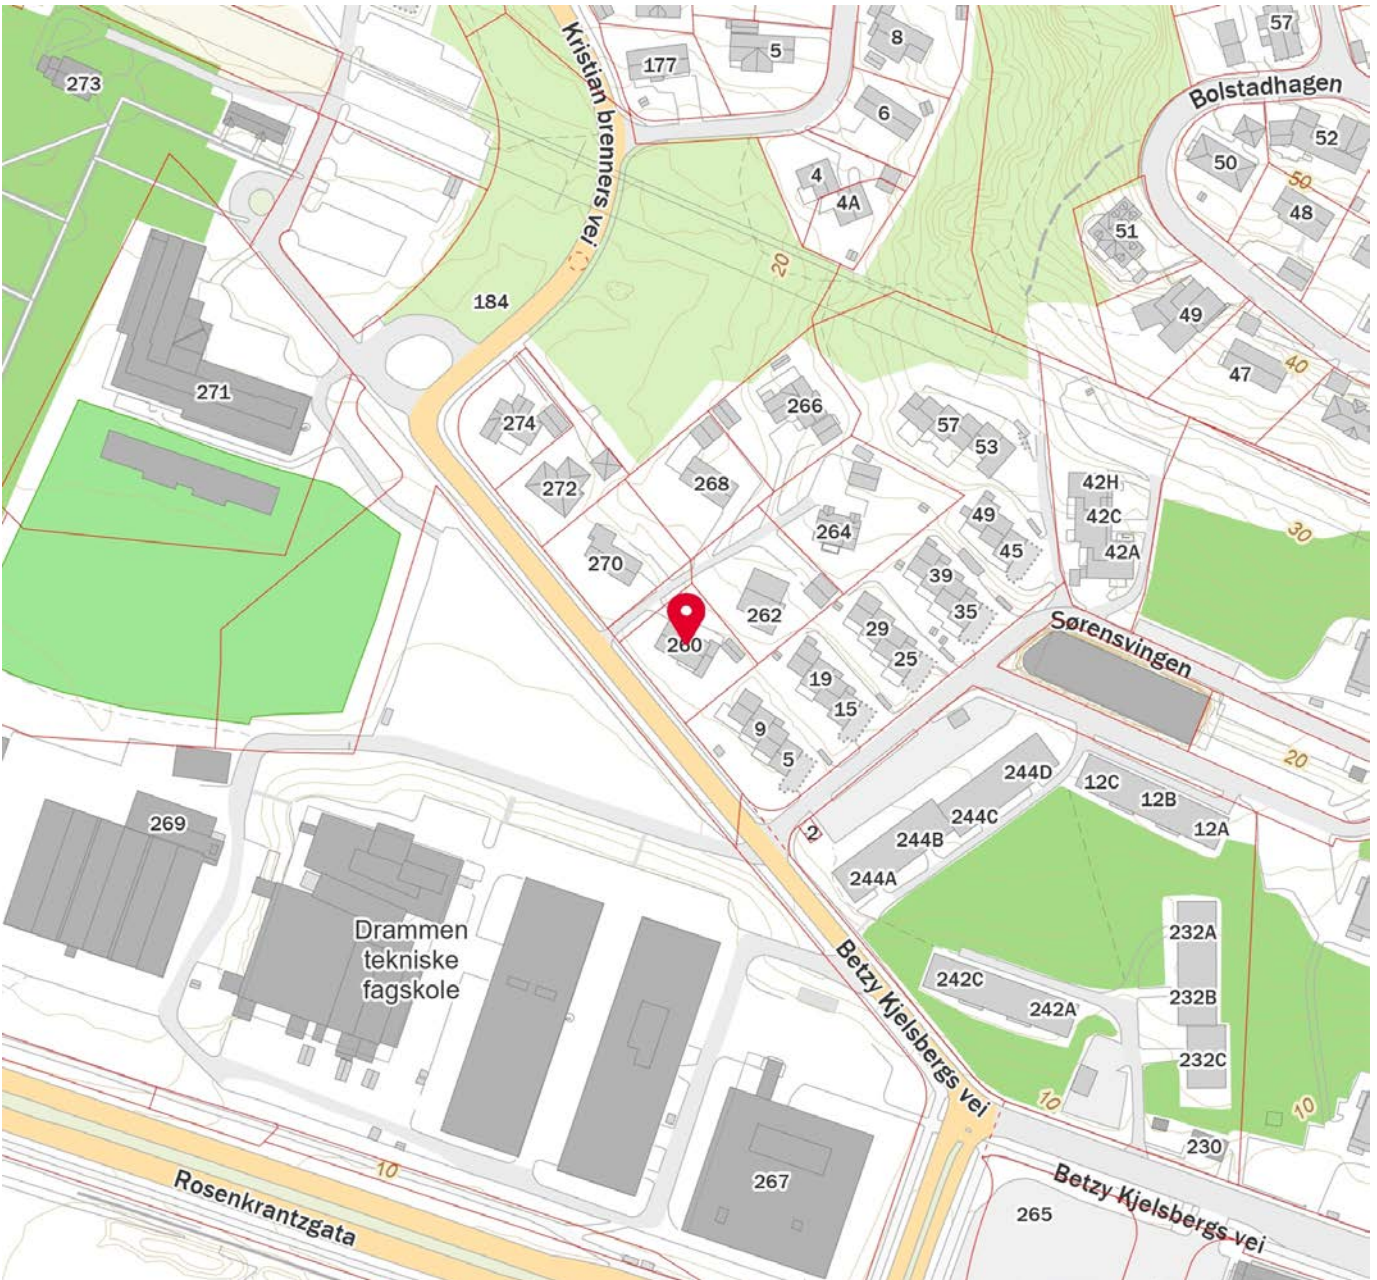 57
8
5
177
Kristian brenners vei
273
Bolstadhagen
6
52
50
4
50
4A
48
51
20
184
49
47
40
271
266
274
57
53
268
42H
272
49
42C
264
30
45
42A
270
39
35
262
260
29
Sørensvingen
25
19
15
9
5
20
244D
12C
12B
244C
12A
269
2
244B
244A
Drammen
tekniske
fagskole
232A
Betzy Kjelsbergs vei
242C
232B
242A
232C
10
10
230
10
267
Rosenkrantzgata
Betzy Kjelsbergs vei
265